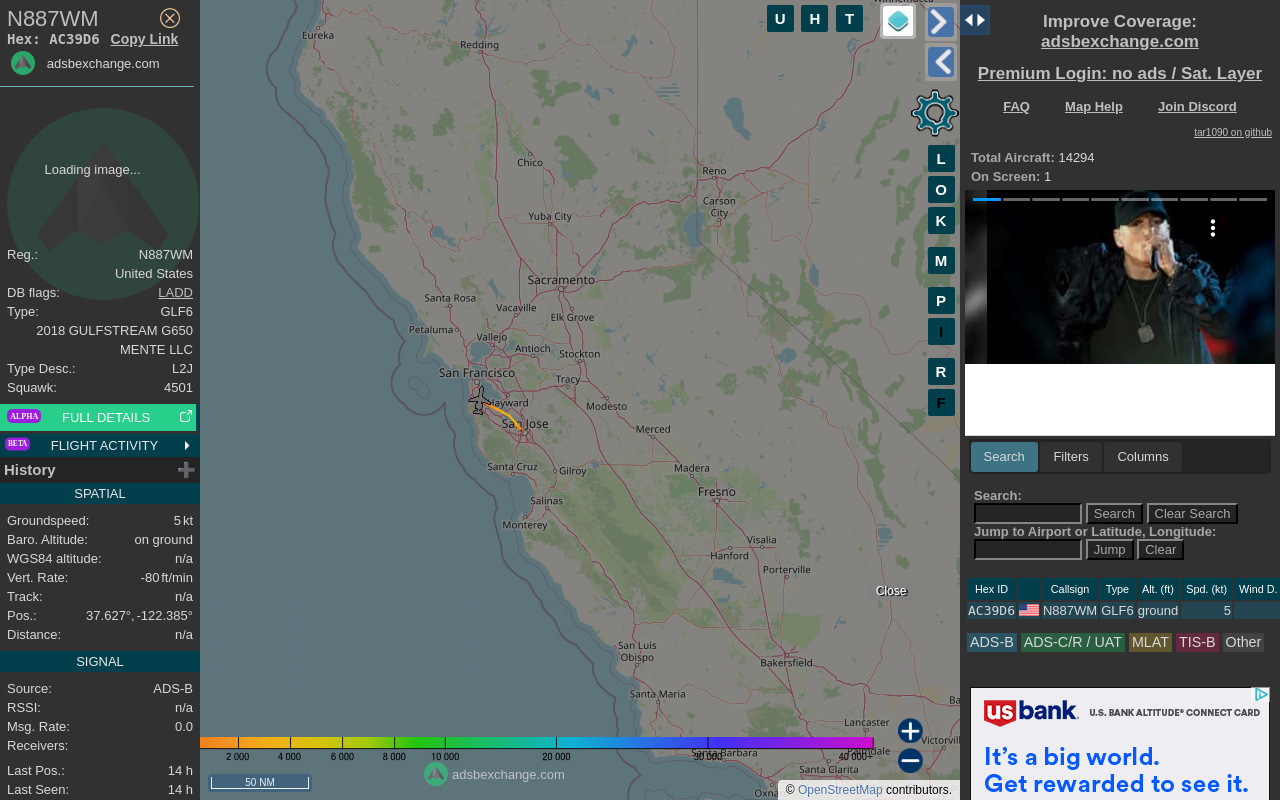 N887WM
Hex: AC39D6 Copy Link
adsbexchange.com
Loading image...
Reg.: N887WM
United States
DB flags: LADD
Type: GLF6
2018 GULFSTREAM G650
MENTE LLC
Type Desc.: L2J
Squawk: 4501
ALPHA FULL DETAILS
BETA FLIGHT ACTIVITY
History
SPATIAL
Groundspeed: 5 kt
Baro. Altitude: on ground
WGS84 altitude: n/a
Vert. Rate: -80 ft/min
Track: n/a
Pos.: 37.627°, -122.385°
Distance: n/a
SIGNAL
Source: ADS-B
RSSI: n/a
Msg. Rate: 0.0
Receivers:
Last Pos.: 14 h
Last Seen: 14 h
Eureka
Redding
Chico
Reno
Carson
City
Yuba City
Sacramento
Santa Rosa
Vacaville
Elk Grove
Petaluma
Vallejo
Antioch
Stockton
San Francisco
Tracy
Hayward
Modesto
San Jose
Merced
Santa Cruz
Gilroy
Madera
Fresno
Salinas
Monterey
Visalia
Hanford
Porterville
San Luis
Obispo
Bakersfield
Santa Maria
Lancaster
Santa Barbara
Santa Clarita
U H T
L
O
K
M
P
I
R
F
Close
2 000 4 000 6 000 8 000 10 000 20 000 30 000 40 000+
50 NM
adsbexchange.com
© OpenStreetMap contributors.
Improve Coverage:
adsbexchange.com
Premium Login: no ads / Sat. Layer
FAQ Map Help Join Discord
tar1090 on github
Total Aircraft: 14294
On Screen: 1
Search Filters Columns
Search:
Search Clear Search
Jump to Airport or Latitude, Longitude:
Jump Clear
Hex ID Callsign Type Alt. (ft) Spd. (kt) Wind D.
AC39D6 N887WM GLF6 ground 5
ADS-B ADS-C/R / UAT MLAT TIS-B Other
usbank. U.S. BANK ALTITUDE® CONNECT CARD
It's a big world.
Get rewarded to see it.